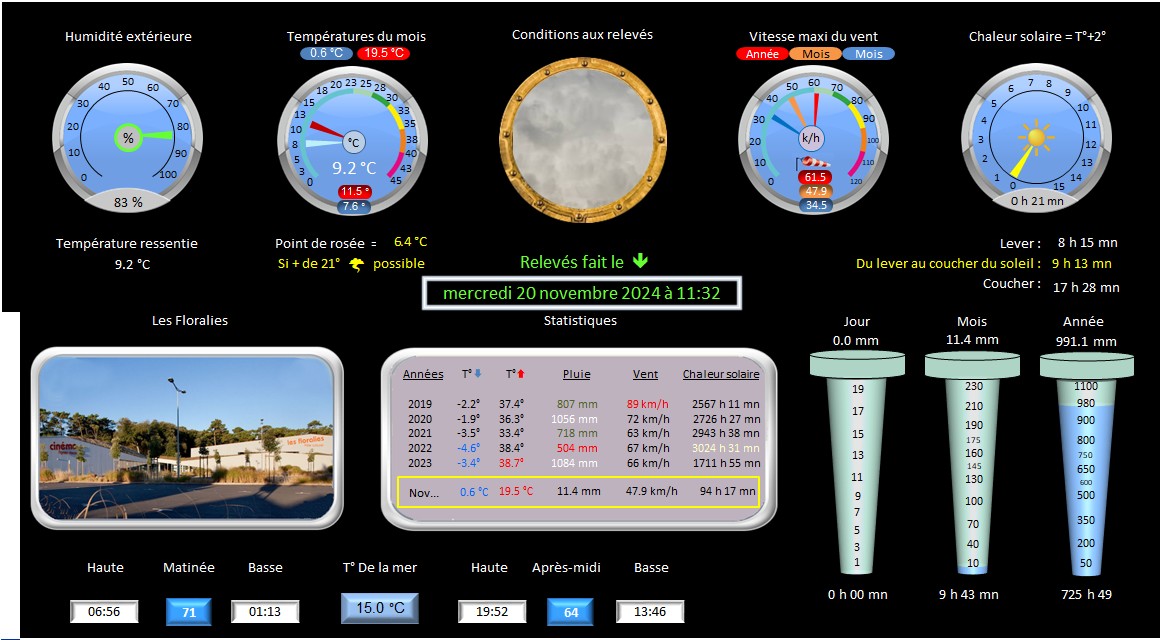 Humidité extérieure
Températures du mois
Conditions aux relevés
Vitesse maxi du vent
Chaleur solaire = T°+2°
0.6 °C 19.5 °C
Année Mois Mois
0 10 20 30 40 50 60 70 80 90 100
%
83 %
0 3 5 8 10 13 15 18 20 23 25 28 30 33 35 38 40 43 45
°C
9.2 °C
11.5 °
7.6 °
0 10 20 30 40 50 60 70 80 90 100 110 120
k/h
61.5
47.9
34.5
0 1 2 3 4 5 6 7 8 9 10 11 12 13 14 15
0 h 21 mn
Température ressentie
9.2 °C
Point de rosée = 6.4 °C
Si + de 21° possible
Relevés fait le
mercredi 20 novembre 2024 à 11:32
Lever : 8 h 15 mn
Du lever au coucher du soleil : 9 h 13 mn
Coucher : 17 h 28 mn
Les Floralies
cinéma
les floralies
Statistiques
Années T° T° Pluie Vent Chaleur solaire
2019 -2.2° 37.4° 807 mm 89 km/h 2567 h 11 mn
2020 -1.9° 36.3° 1056 mm 72 km/h 2726 h 27 mn
2021 -3.5° 33.4° 718 mm 63 km/h 2943 h 38 mn
2022 -4.6° 38.4° 504 mm 67 km/h 3024 h 31 mn
2023 -3.4° 38.7° 1084 mm 66 km/h 1711 h 55 mn
Nov... 0.6 °C 19.5 °C 11.4 mm 47.9 km/h 94 h 17 mn
Jour
0.0 mm
19
17
15
13
11
9
7
5
3
1
0 h 00 mn
Mois
11.4 mm
230
210
190
175
160
145
130
100
70
40
10
9 h 43 mn
Année
991.1 mm
1100
980
900
800
750
650
600
500
350
200
50
725 h 49
Haute Matinée Basse
06:56 71 01:13
T° De la mer
15.0 °C
Haute Après-midi Basse
19:52 64 13:46